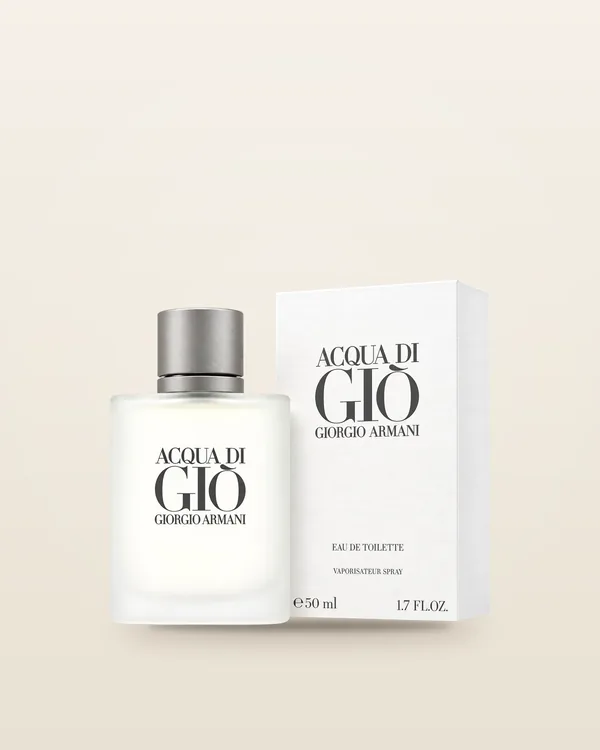 ACQUA DI
GIÒ
GIORGIO ARMANI
ACQUA DI
GIÒ
GIORGIO ARMANI
EAU DE TOILETTE
VAPORISATEUR SPRAY
℮50 ml 1.7 FL.OZ.